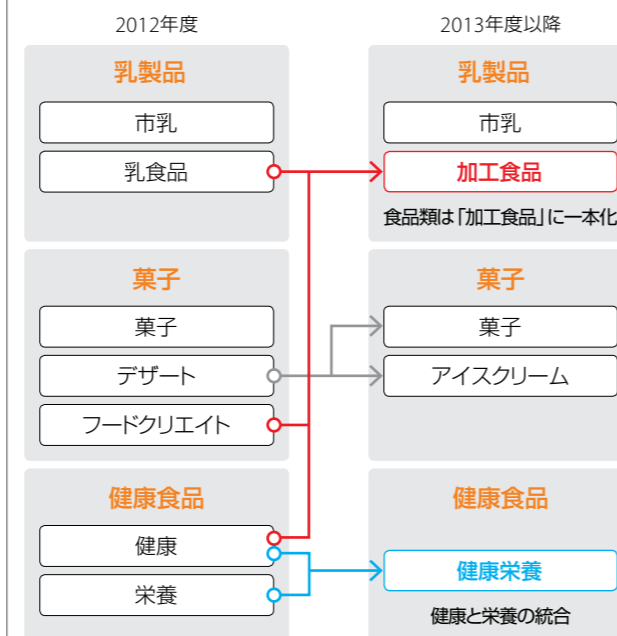 2012年度
2013年度以降
乳製品
市乳
乳食品
乳製品
市乳
加工食品
食品類は「加工食品」に一本化
菓子
菓子
デザート
フードクリエイト
菓子
菓子
アイスクリーム
健康食品
健康
栄養
健康食品
健康栄養
健康と栄養の統合